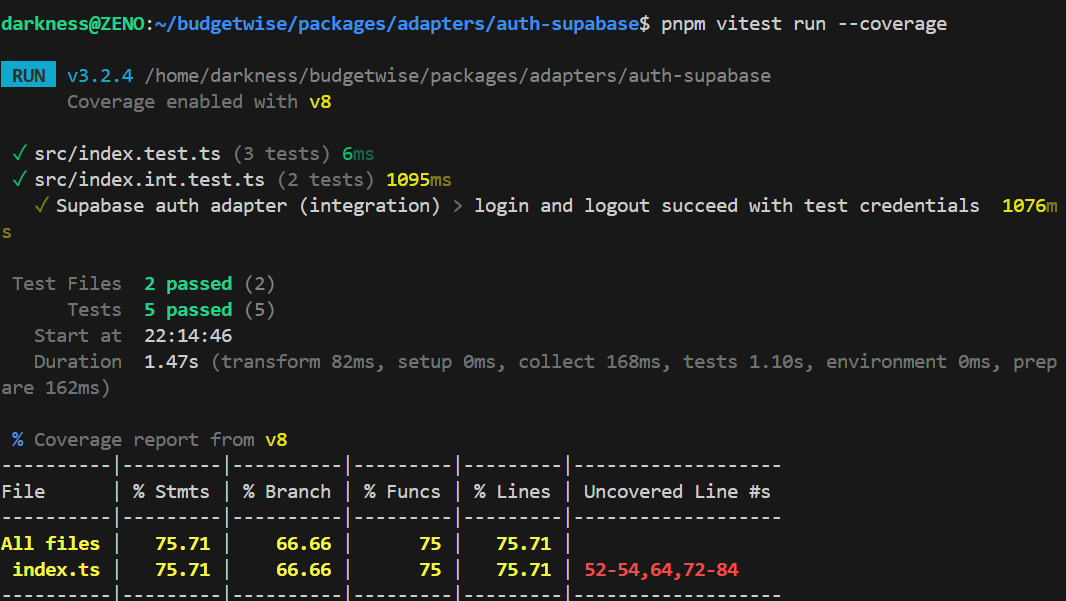 darkness@ZENO:~/budgetwise/packages/adapters/auth-supabase$ pnpm vitest run --coverage
RUN v3.2.4 /home/darkness/budgetwise/packages/adapters/auth-supabase
Coverage enabled with v8
✓ src/index.test.ts (3 tests) 6ms
✓ src/index.int.test.ts (2 tests) 1095ms
✓ Supabase auth adapter (integration) > login and logout succeed with test credentials 1076m
s
Test Files 2 passed (2)
Tests 5 passed (5)
Start at 22:14:46
Duration 1.47s (transform 82ms, setup 0ms, collect 168ms, tests 1.10s, environment 0ms, prep
are 162ms)
% Coverage report from v8
----------|---------|----------|---------|---------|-------------------
File | % Stmts | % Branch | % Funcs | % Lines | Uncovered Line #s
----------|---------|----------|---------|---------|-------------------
All files | 75.71 | 66.66 | 75 | 75.71 |
index.ts | 75.71 | 66.66 | 75 | 75.71 | 52-54,64,72-84
----------|---------|----------|---------|---------|-------------------